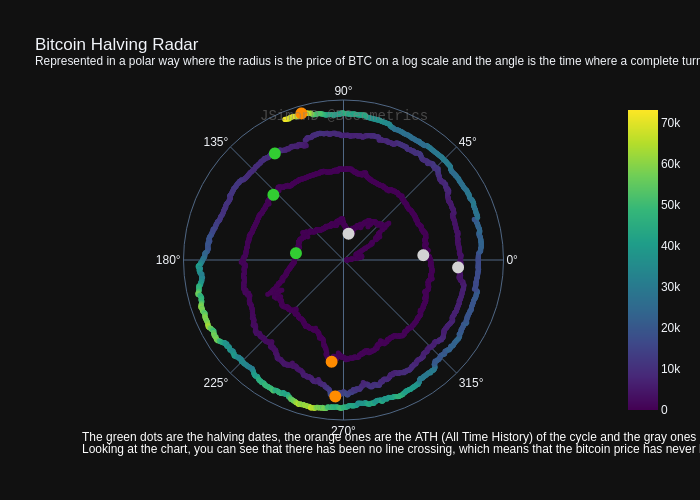 Bitcoin Halving Radar
Represented in a polar way where the radius is the price of BTC on a log scale and the angle is the time where a complete turn
90°
135°
45°
70k
60k
50k
180°
0°
40k
30k
20k
225°
315°
10k
0
270°
The green dots are the halving dates, the orange ones are the ATH (All Time History) of the cycle and the gray ones
Looking at the chart, you can see that there has been no line crossing, which means that the bitcoin price has never